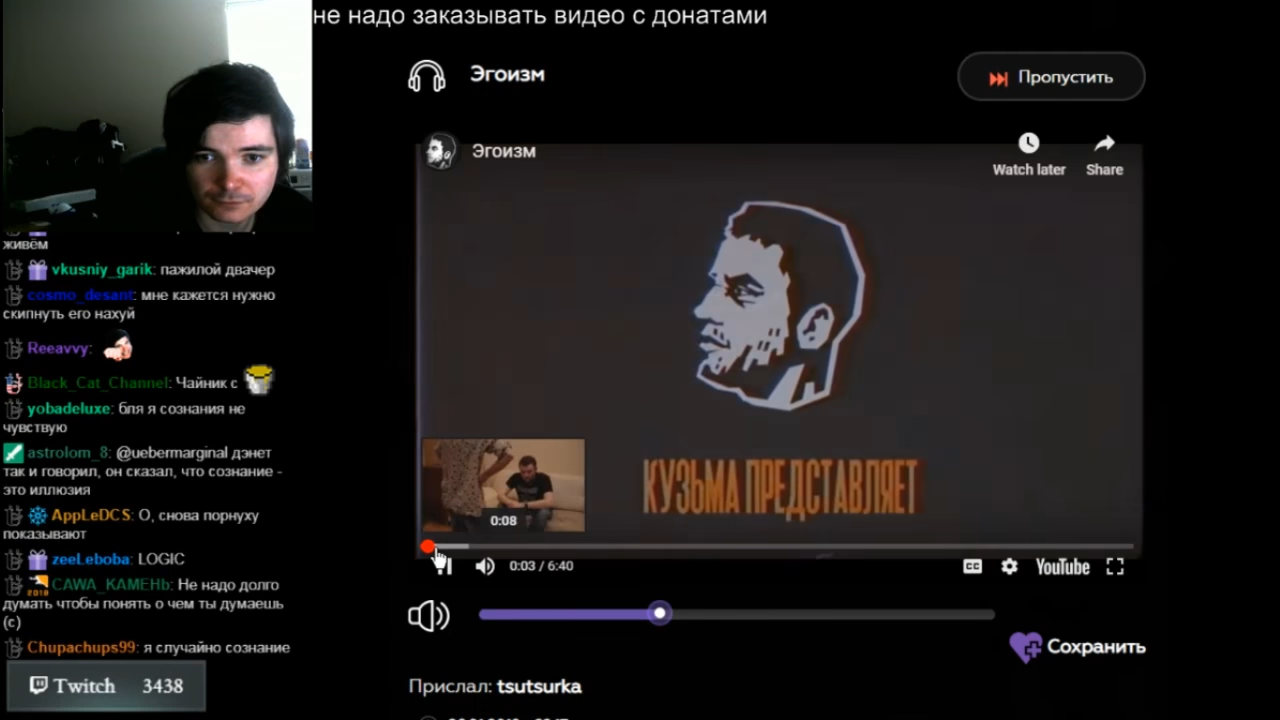 не надо заказывать видео с донатами
Эгоизм
Пропустить
Эгоизм
Watch later
Share
КУЗЬМА ПРЕДСТАВЛЯЕТ
0:08
0:03 / 6:40
CC
YouTube
Сохранить
Прислал: tsutsurka
живём
vkusniy_garik: пажилой двачер
cosmo_desant: мне кажется нужно
скипнуть его нахуй
Reeavvy:
Black_Cat_Channel: Чайник с
yobadeluxe: бля я сознания не
чувствую
astrolom_8: @uebermarginal дэнет
так и говорил, он сказал, что сознание -
это иллюзия
AppLeDCS: О, снова порнуху
показывают
zeeLeboba: LOGIC
CAWA_KAMEHb: Не надо долго
думать чтобы понять о чем ты думаешь
(с)
Chupachups99: я случайно сознание
Twitch 3438